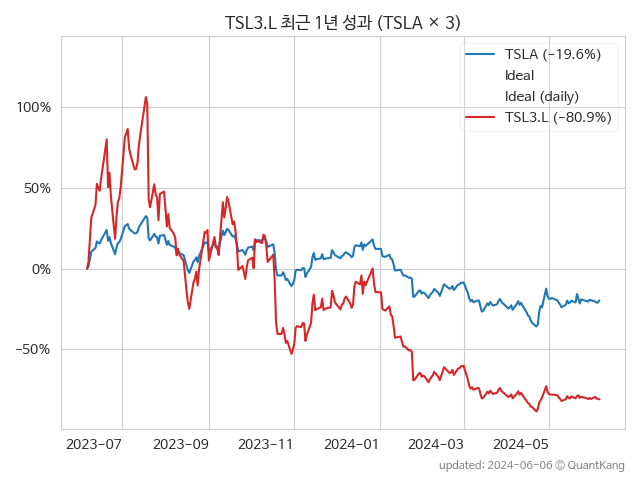 TSL3.L 최근 1년 성과 (TSLA × 3)
TSLA (−19.6%)
Ideal
Ideal (daily)
TSL3.L (−80.9%)
100%
50%
0%
−50%
2023-07 2023-09 2023-11 2024-01 2024-03 2024-05
updated: 2024-06-06 © QuantKang